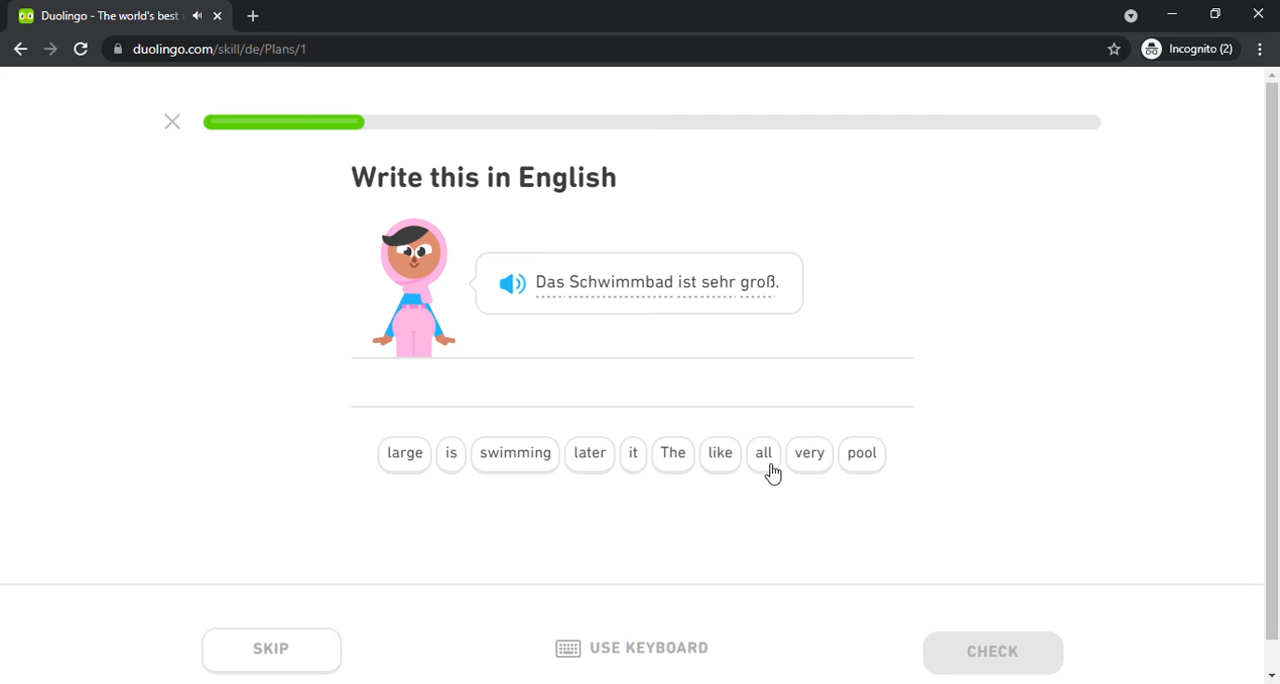 Duolingo - The world's best
duolingo.com/skill/de/Plans/1
Incognito (2)
Write this in English
Das Schwimmbad ist sehr groß.
large is swimming later it The like all very pool
SKIP USE KEYBOARD CHECK